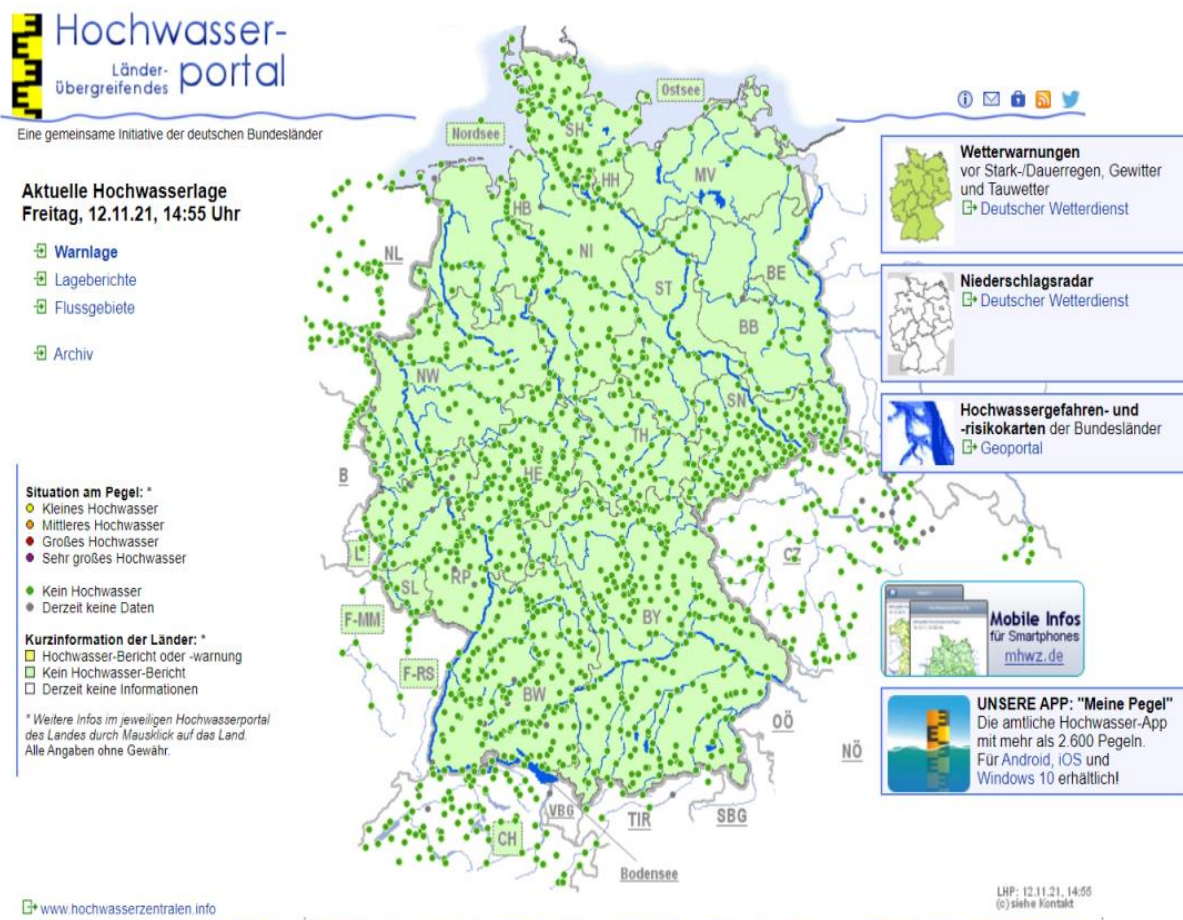 Hochwasser-
Länder-
übergreifendes portal
Eine gemeinsame Initiative der deutschen Bundesländer
Aktuelle Hochwasserlage
Freitag, 12.11.21, 14:55 Uhr
Warnlage
Lageberichte
Flussgebiete
Archiv
Situation am Pegel: *
Kleines Hochwasser
Mittleres Hochwasser
Großes Hochwasser
Sehr großes Hochwasser
Kein Hochwasser
Derzeit keine Daten
Kurzinformation der Länder: *
Hochwasser-Bericht oder -warnung
Kein Hochwasser-Bericht
Derzeit keine Informationen
* Weitere Infos im jeweiligen Hochwasserportal
des Landes durch Mausklick auf das Land.
Alle Angaben ohne Gewähr.
www.hochwasserzentralen.info
Ostsee
Nordsee
SH
HH
MV
HB
NL
NI
ST
BE
BB
NW
SN
TH
HE
B
L
CZ
RP
SL
F-MM
BY
F-RS
BW
OÖ
NÖ
VBG
TIR
SBG
CH
Bodensee
Wetterwarnungen
vor Stark-/Dauerregen, Gewitter
und Tauwetter
Deutscher Wetterdienst
Niederschlagsradar
Deutscher Wetterdienst
Hochwassergefahren- und
-risikokarten der Bundesländer
Geoportal
Mobile Infos
für Smartphones
mhwz.de
UNSERE APP: "Meine Pegel"
Die amtliche Hochwasser-App
mit mehr als 2.600 Pegeln.
Für Android, iOS und
Windows 10 erhältlich!
LHP: 12.11.21, 14:55
(c) siehe Kontakt